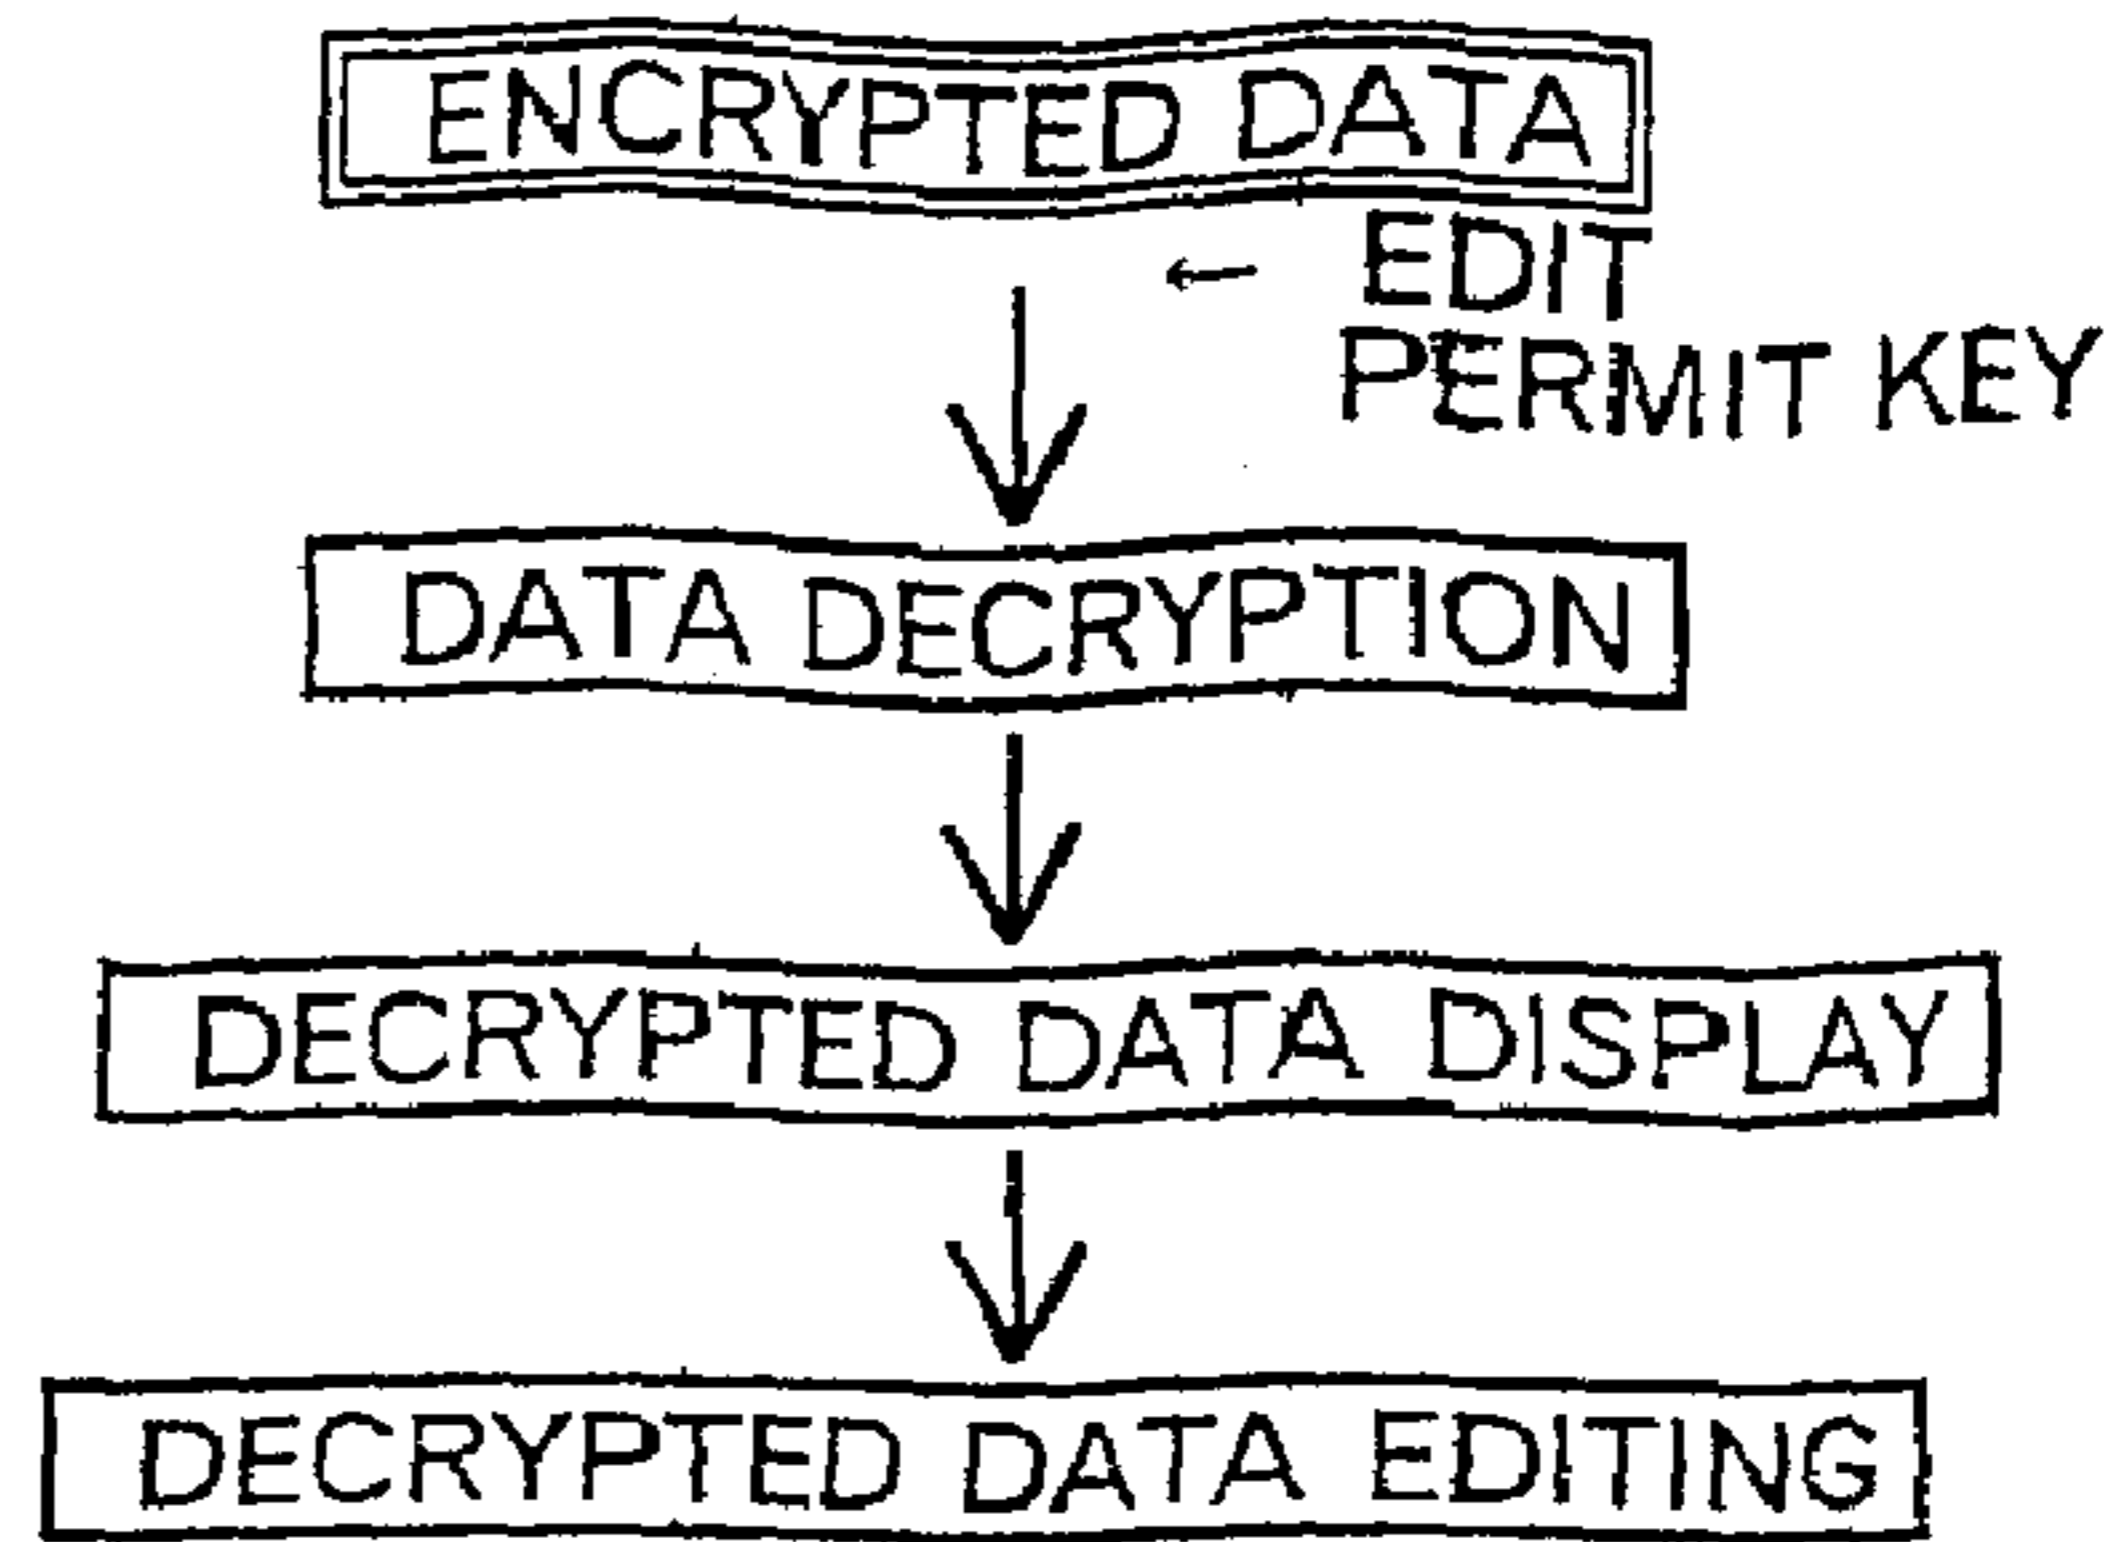 ENCRYPTED DATA
EDIT
PERMIT KEY
DATA DECRYPTION
DECRYPTED DATA DISPLAY
DECRYPTED DATA EDITING